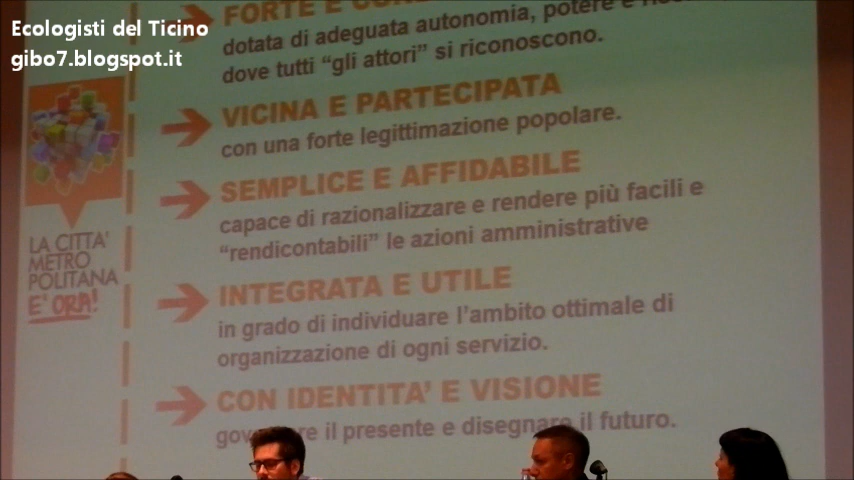 Ecologisti del Ticino
gibo7.blogspot.it
FORTE E
dotata di adeguata autonomia, potere e
dove tutti “gli attori” si riconoscono.
VICINA E PARTECIPATA
con una forte legittimazione popolare.
SEMPLICE E AFFIDABILE
capace di razionalizzare e rendere più facili e
“rendicontabili” le azioni amministrative
INTEGRATA E UTILE
in grado di individuare l’ambito ottimale di
organizzazione di ogni servizio.
CON IDENTITA’ E VISIONE
il presente e disegnare il futuro.
LA CITTA'
METRO
POLITANA
E' ORA!